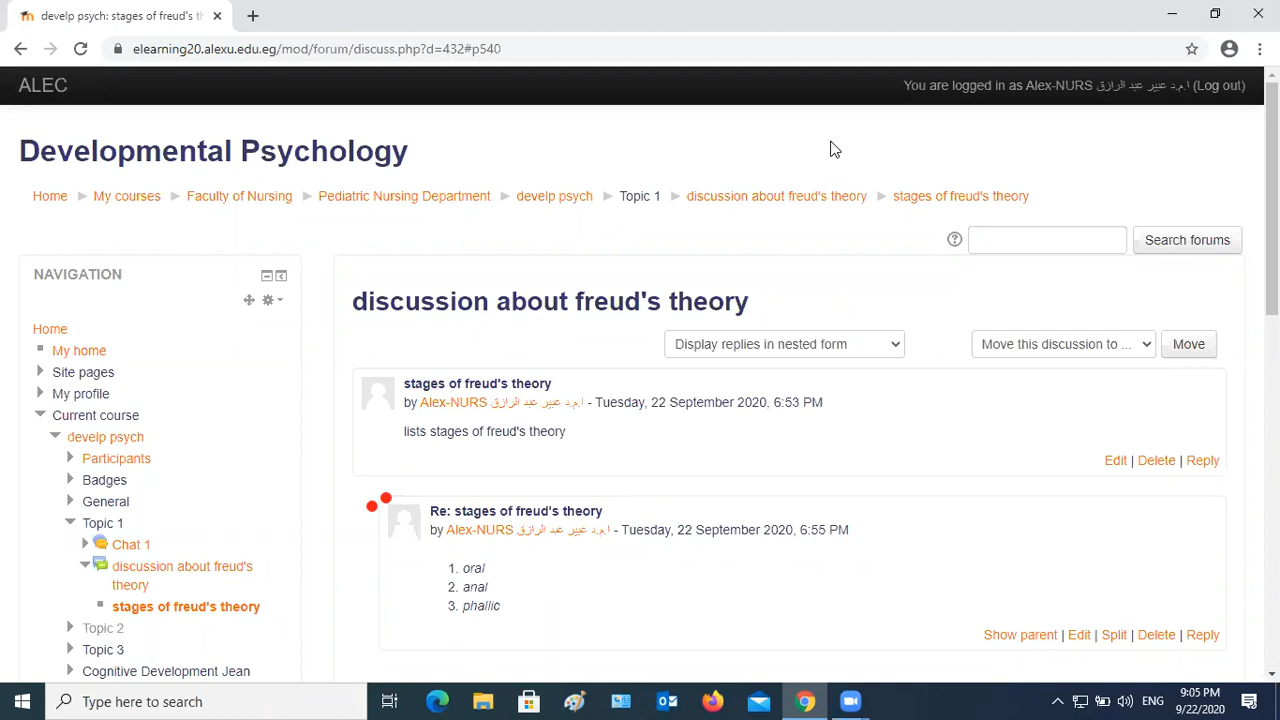 develp psych: stages of freud's th
elearning20.alexu.edu.eg/mod/forum/discuss.php?d=432#p540
ALEC
You are logged in as Alex-NURS ا.م.د عبير عبد الرازق (Log out)
Developmental Psychology
Home My courses Faculty of Nursing Pediatric Nursing Department develp psych Topic 1 discussion about freud's theory stages of freud's theory
Search forums
NAVIGATION
Home
My home
Site pages
My profile
Current course
develp psych
Participants
Badges
General
Topic 1
Chat 1
discussion about freud's
theory
stages of freud's theory
Topic 2
Topic 3
Cognitive Development Jean
discussion about freud's theory
Display replies in nested form
Move this discussion to ...
Move
stages of freud's theory
by Alex-NURS ا.م.د عبير عبد الرازق - Tuesday, 22 September 2020, 6:53 PM
lists stages of freud's theory
Edit | Delete | Reply
Re: stages of freud's theory
by Alex-NURS ا.م.د عبير عبد الرازق - Tuesday, 22 September 2020, 6:55 PM
1. oral
2. anal
3. phallic
Show parent | Edit | Split | Delete | Reply
Type here to search
ENG
9:05 PM
9/22/2020